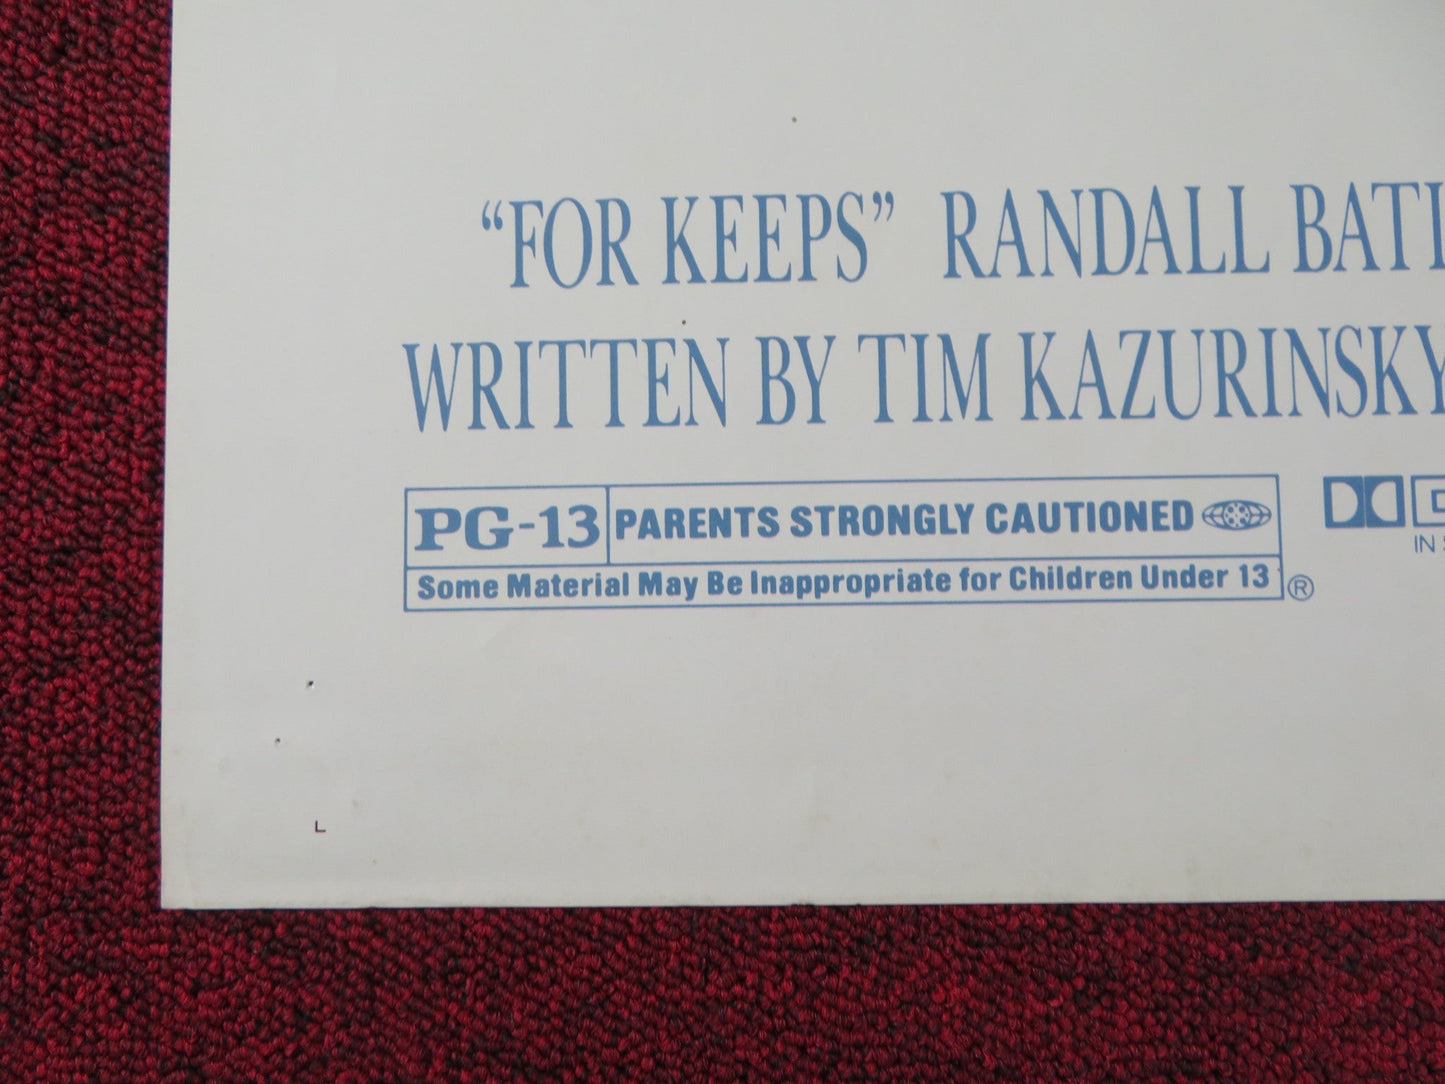 “FOR KEEPS” RANDALL
WRITTEN BY TIM KAZURINSKY
PG-13 PARENTS STRONGLY CAUTIONED
Some Material May Be Inappropriate for Children Under 13 ®
IN
L